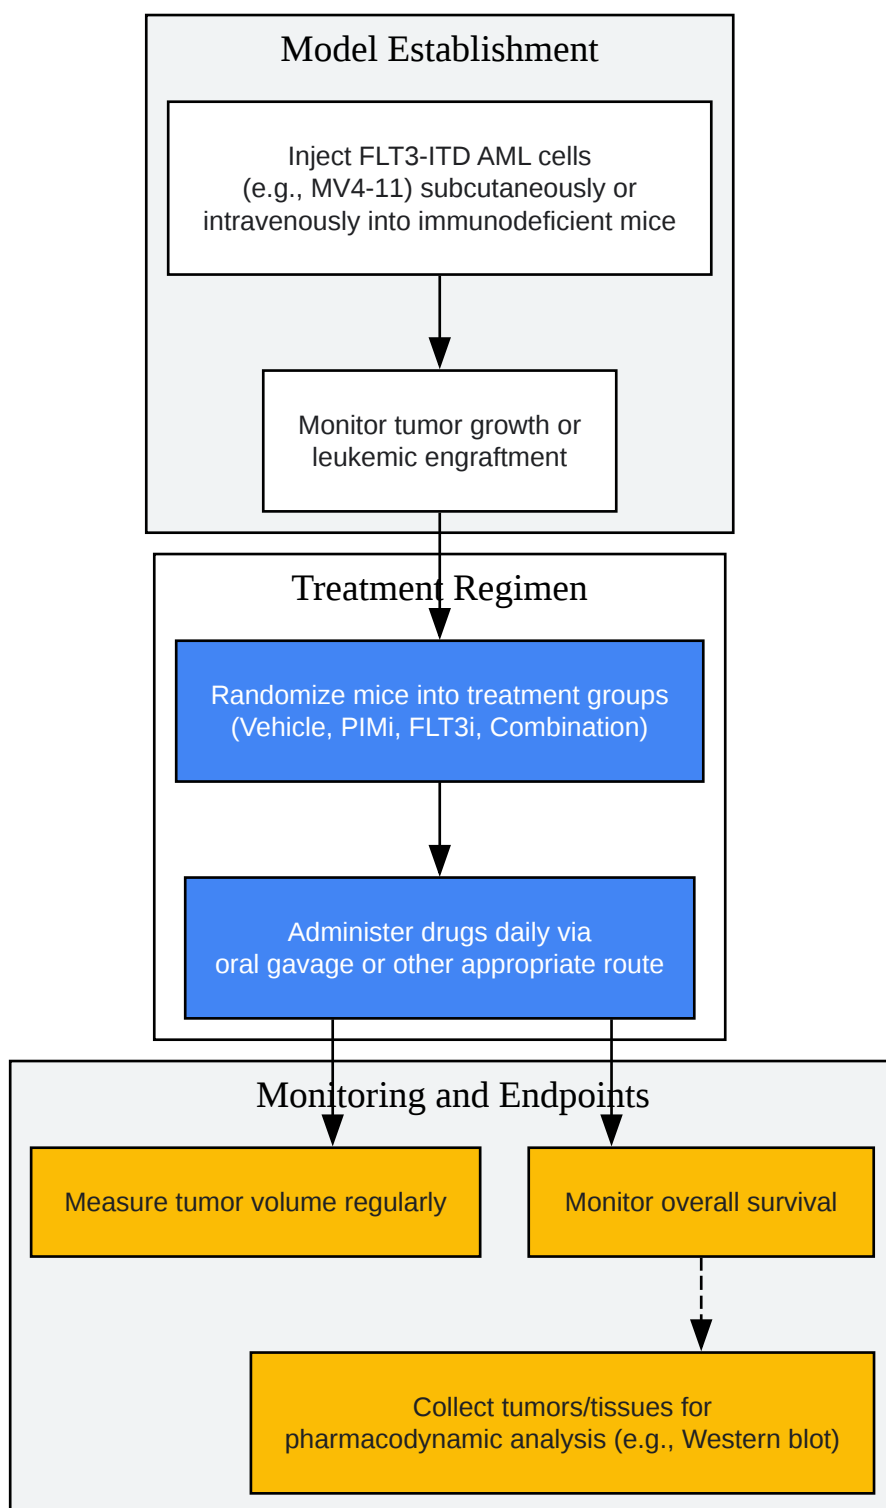 Model Establishment
Inject FLT3-ITD AML cells
(e.g., MV4-11) subcutaneously or
intravenously into immunodeficient mice
Monitor tumor growth or
leukemic engraftment
Treatment Regimen
Randomize mice into treatment groups
(Vehicle, PIMi, FLT3i, Combination)
Administer drugs daily via
oral gavage or other appropriate route
Monitoring and Endpoints
Measure tumor volume regularly
Monitor overall survival
Collect tumors/tissues for
pharmacodynamic analysis (e.g., Western blot)